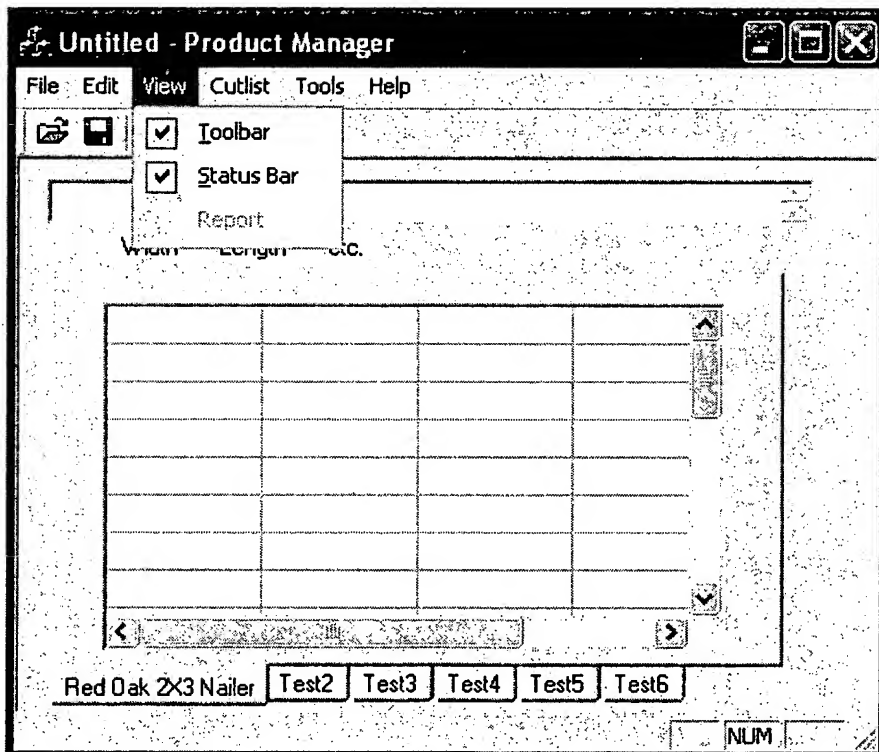 Untitled - Product Manager
File Edit View Cutlist Tools Help
Toolbar
Status Bar
Report
Width Length etc.
Red Oak 2X3 Nailer Test2 Test3 Test4 Test5 Test6
NUM